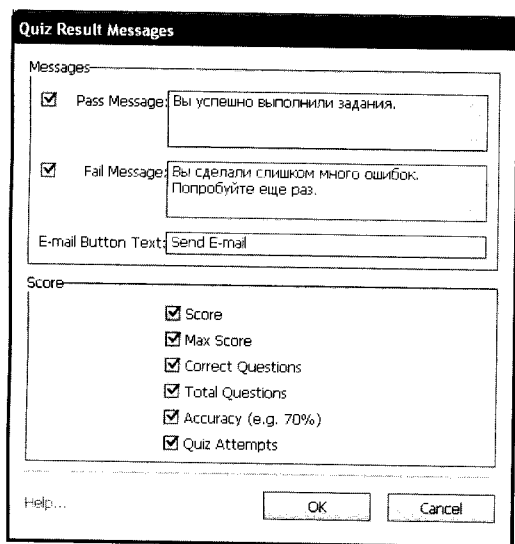 Quiz Result Messages
Messages
Pass Message: Вы успешно выполнили задания.
Fail Message: Вы сделали слишком много ошибок.
Попробуйте еще раз.
E-mail Button Text: Send E-mail
Score
Score
Max Score
Correct Questions
Total Questions
Accuracy (e.g. 70%)
Quiz Attempts
Help... OK Cancel